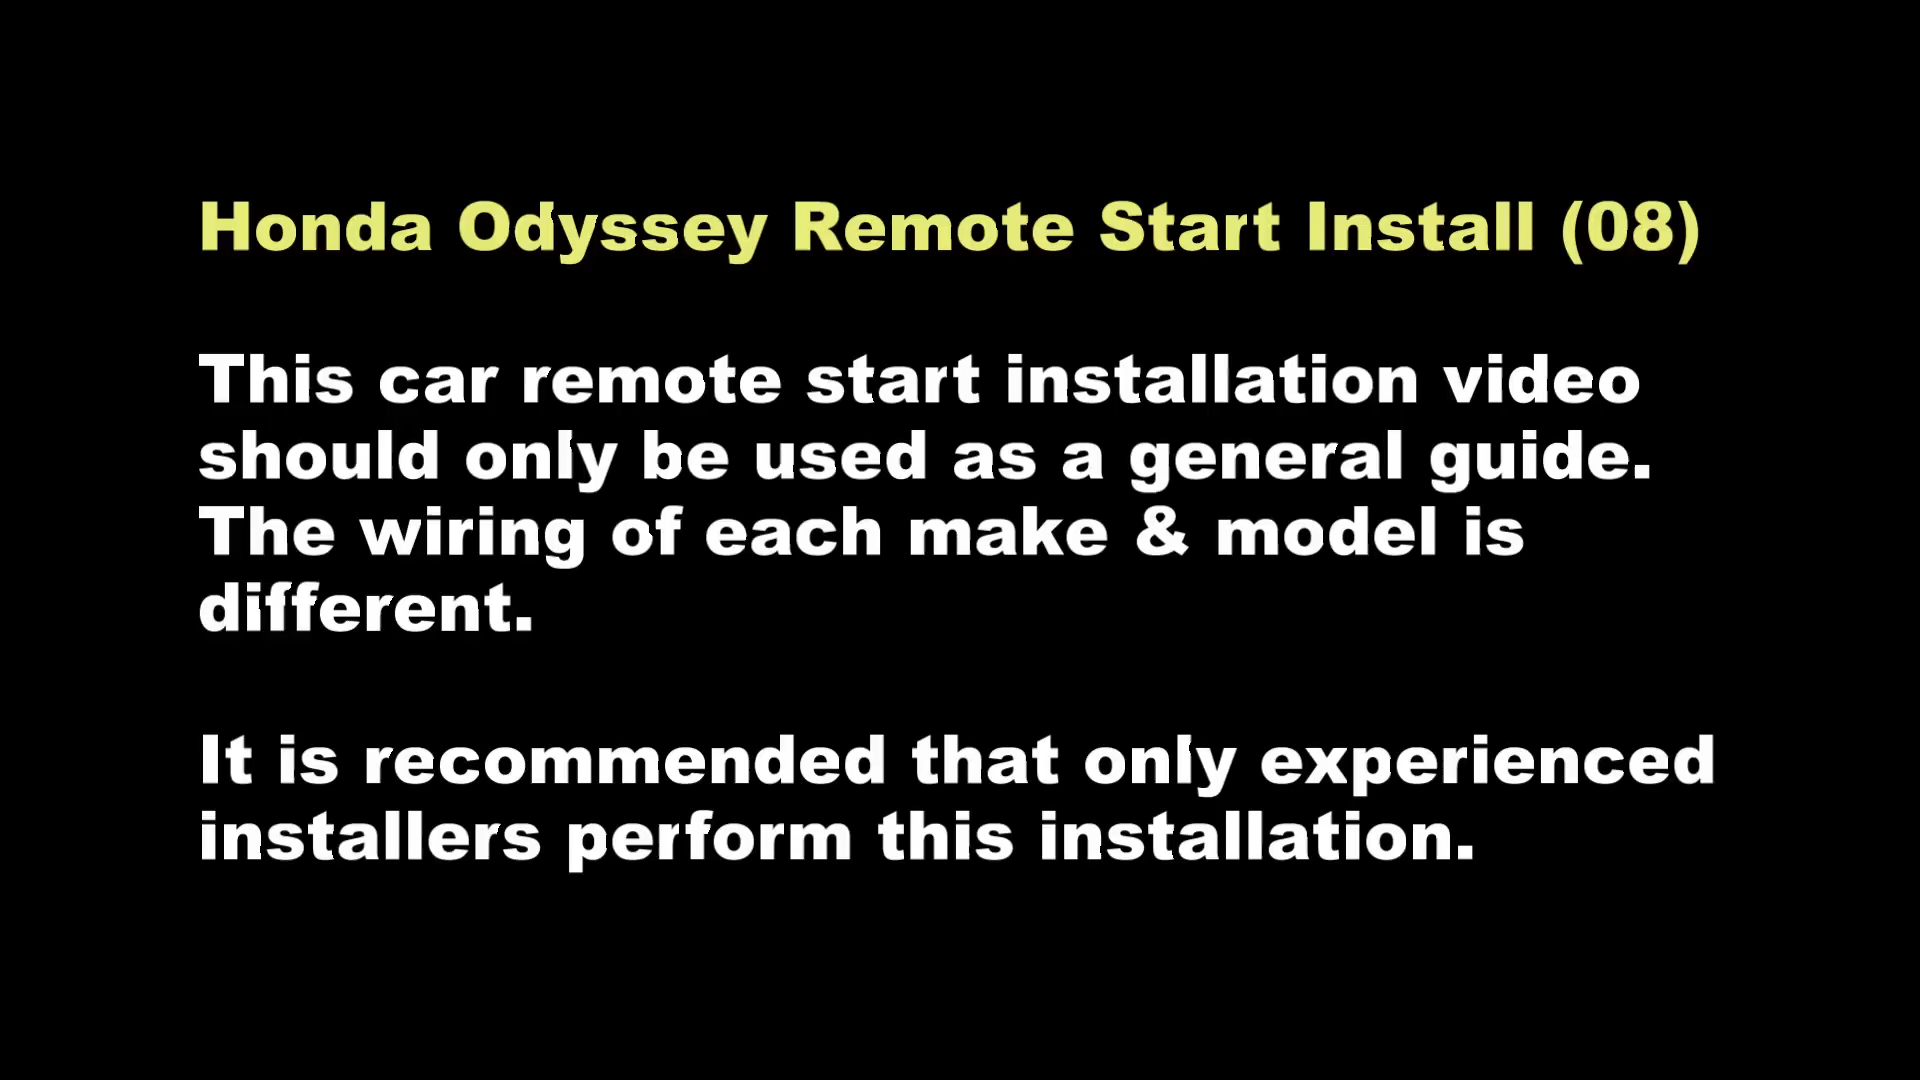 Honda Odyssey Remote Start Install (08)
This car remote start installation video
should only be used as a general guide.
The wiring of each make & model is
different.
It is recommended that only experienced
installers perform this installation.